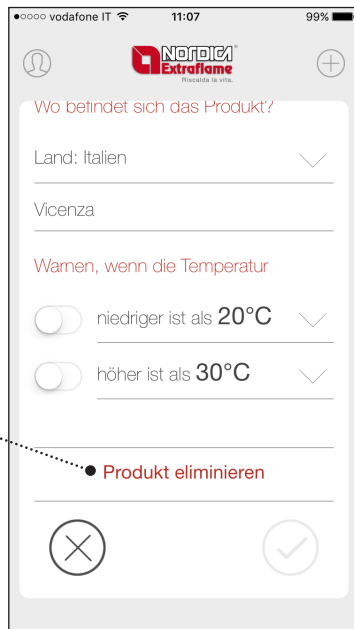 vodafone IT 11:07 99%
NORDICA
Extraflame
Riscalda la vita.
Wo befindet sich das Produkt?
Land: Italien
Vicenza
Warnen, wenn die Temperatur
niedriger ist als 20°C
höher ist als 30°C
Produkt eliminieren